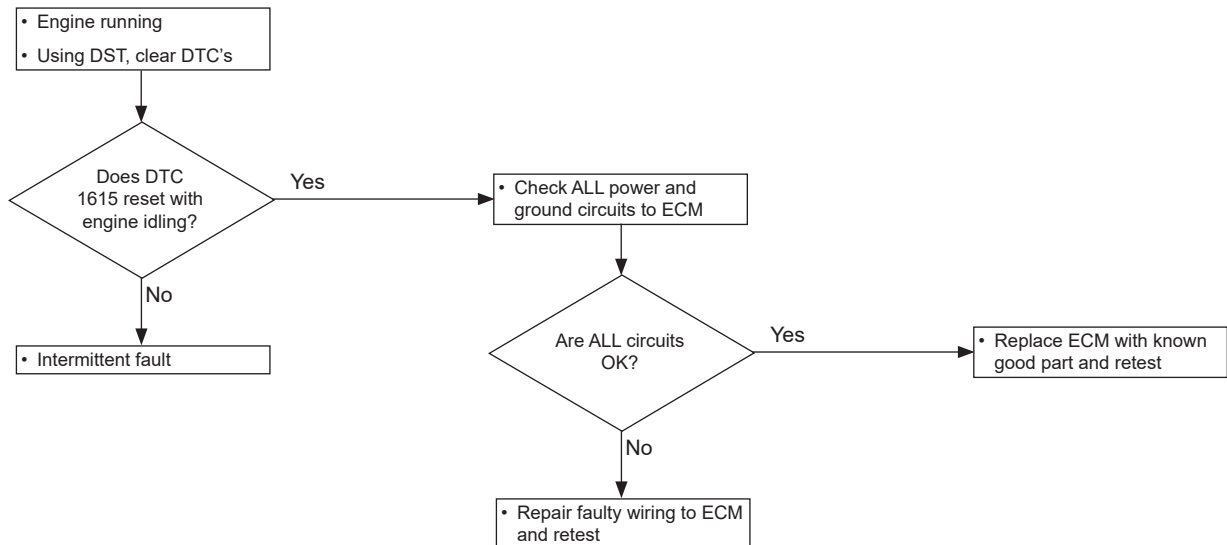 • Engine running
• Using DST, clear DTC's
Does DTC
1615 reset with
engine idling?
Yes
• Check ALL power and
ground circuits to ECM
No
• Intermittent fault
Are ALL circuits
OK?
Yes
• Replace ECM with known
good part and retest
No
• Repair faulty wiring to ECM
and retest